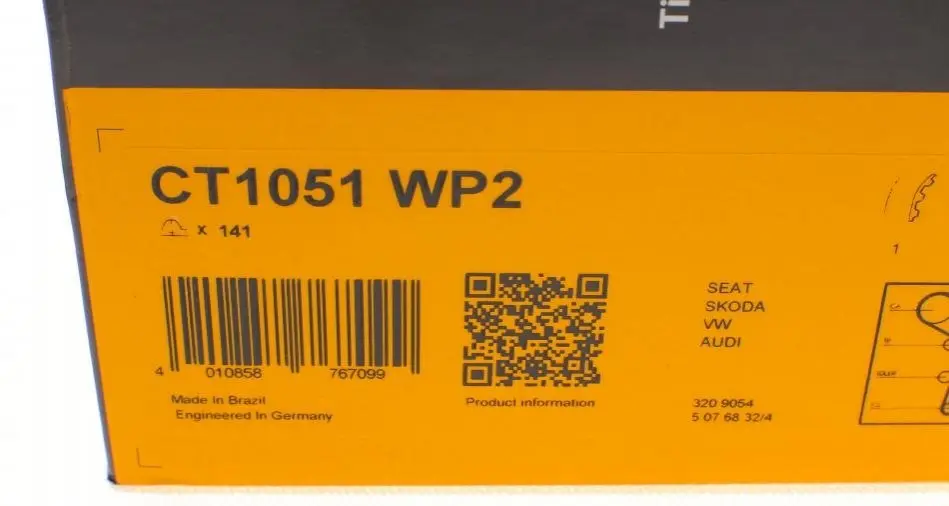 Ti
CT1051 WP2
x 141
1
4 010858 767099
SEAT
SKODA
VW
AUDI
Product information
Made in Brazil
Engineered in Germany
320 9054
5 07 68 32/4